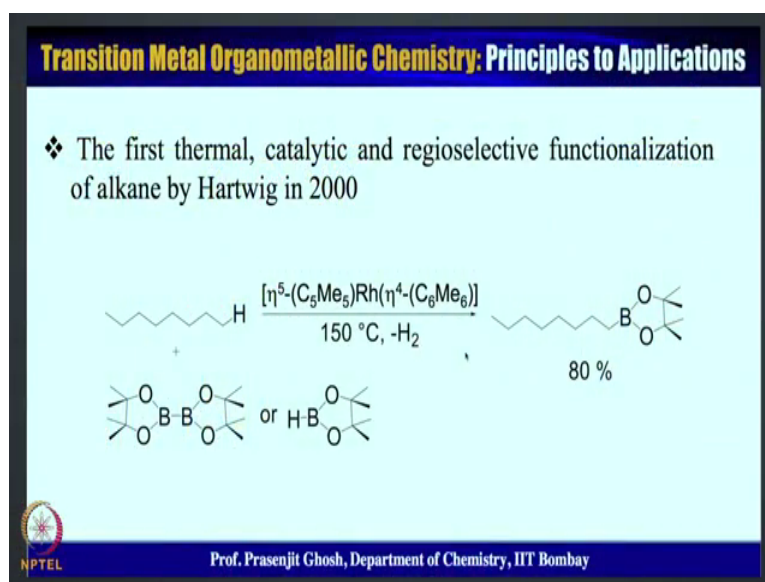 Transition Metal Organometallic Chemistry: Principles to Applications
❖ The first thermal, catalytic and regioselective functionalization
of alkane by Hartwig in 2000
[η⁵-(C₅Me₅)Rh(η⁴-(C₆Me₆)]
H
150 °C, -H₂
+
O
B
O
80 %
O O
B-B
O O
or
O
H-B
O
NPTEL
Prof. Prasenjit Ghosh, Department of Chemistry, IIT Bombay